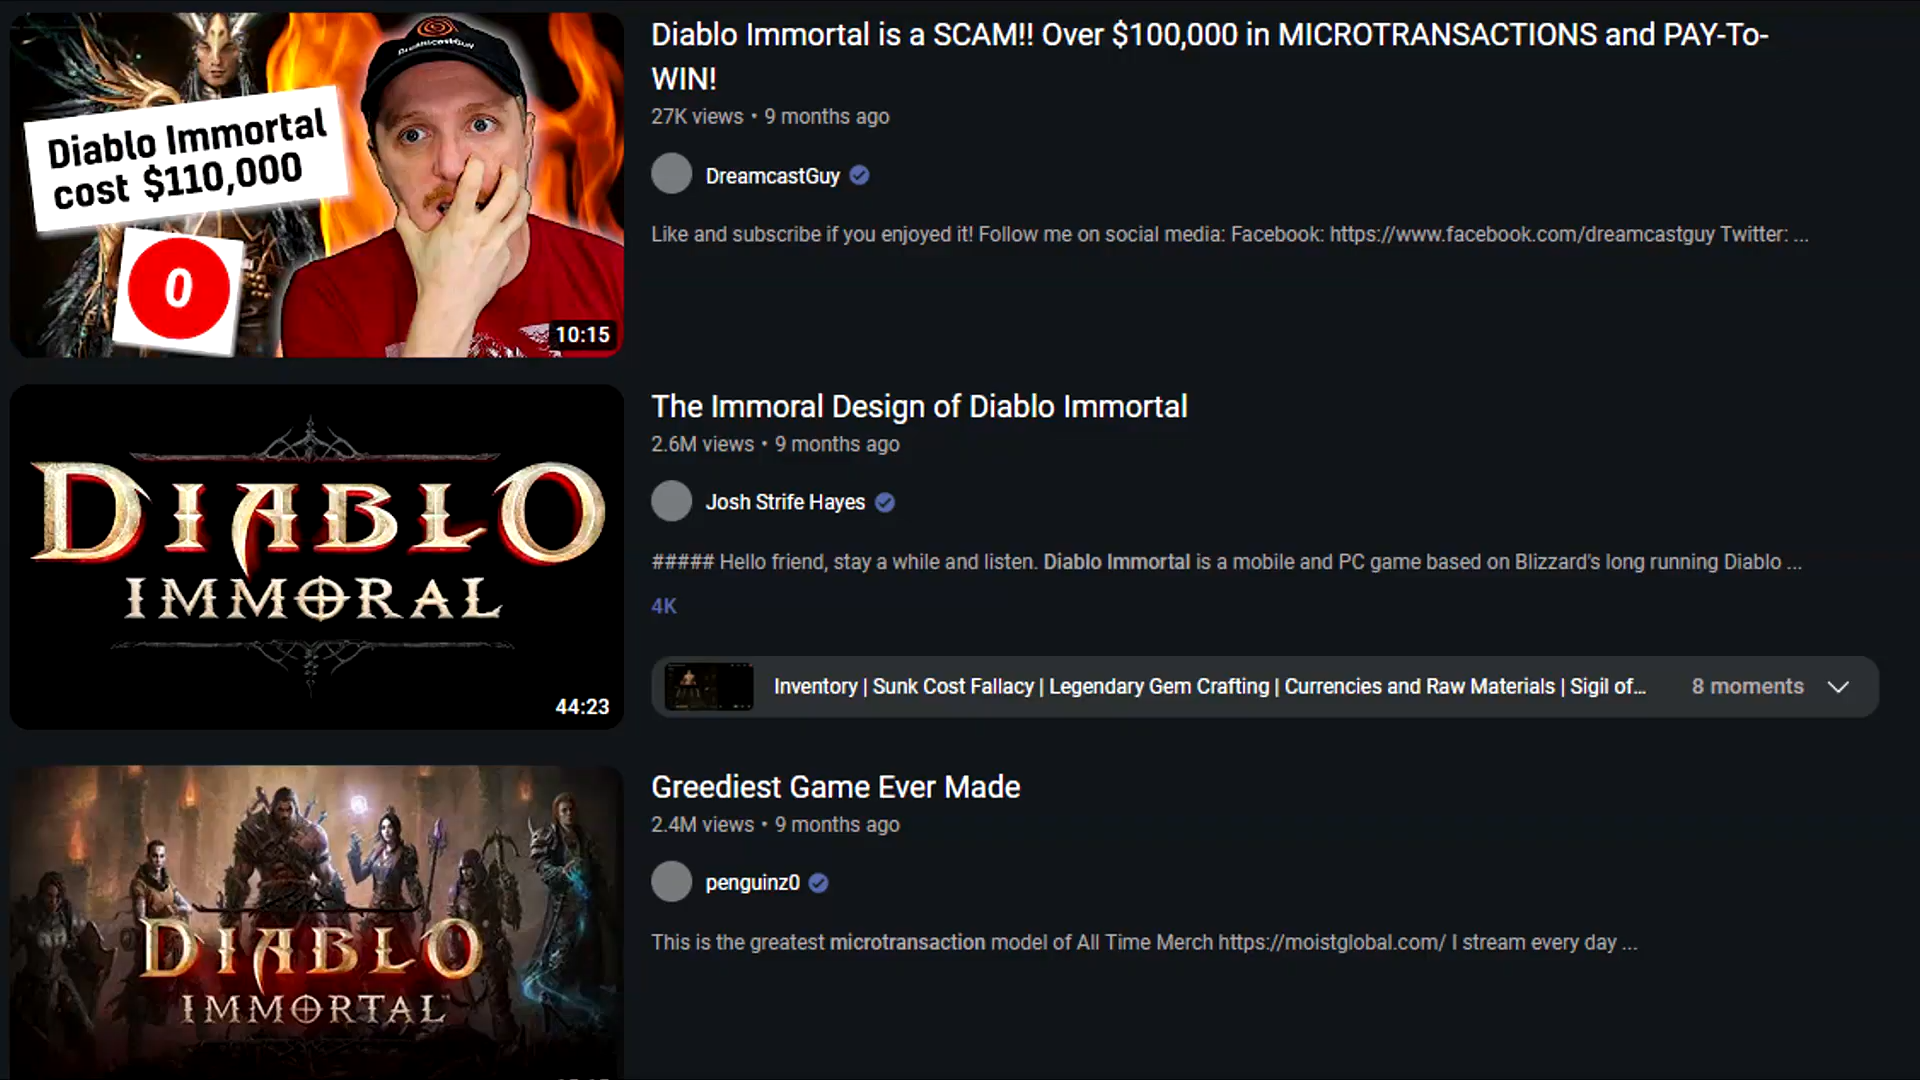 DreamcastGuy
Diablo Immortal
cost $110,000
0
10:15
Diablo Immortal is a SCAM!! Over $100,000 in MICROTRANSACTIONS and PAY-To-
WIN!
27K views • 9 months ago
DreamcastGuy
Like and subscribe if you enjoyed it! Follow me on social media: Facebook: https://www.facebook.com/dreamcastguy Twitter: ...
DIABLO
IMMORAL
44:23
The Immoral Design of Diablo Immortal
2.6M views • 9 months ago
Josh Strife Hayes
##### Hello friend, stay a while and listen. Diablo Immortal is a mobile and PC game based on Blizzard's long running Diablo ...
4K
Inventory | Sunk Cost Fallacy | Legendary Gem Crafting | Currencies and Raw Materials | Sigil of...
8 moments
DIABLO
IMMORTAL
Greediest Game Ever Made
2.4M views • 9 months ago
penguinz0
This is the greatest microtransaction model of All Time Merch https://moistglobal.com/ I stream every day ...